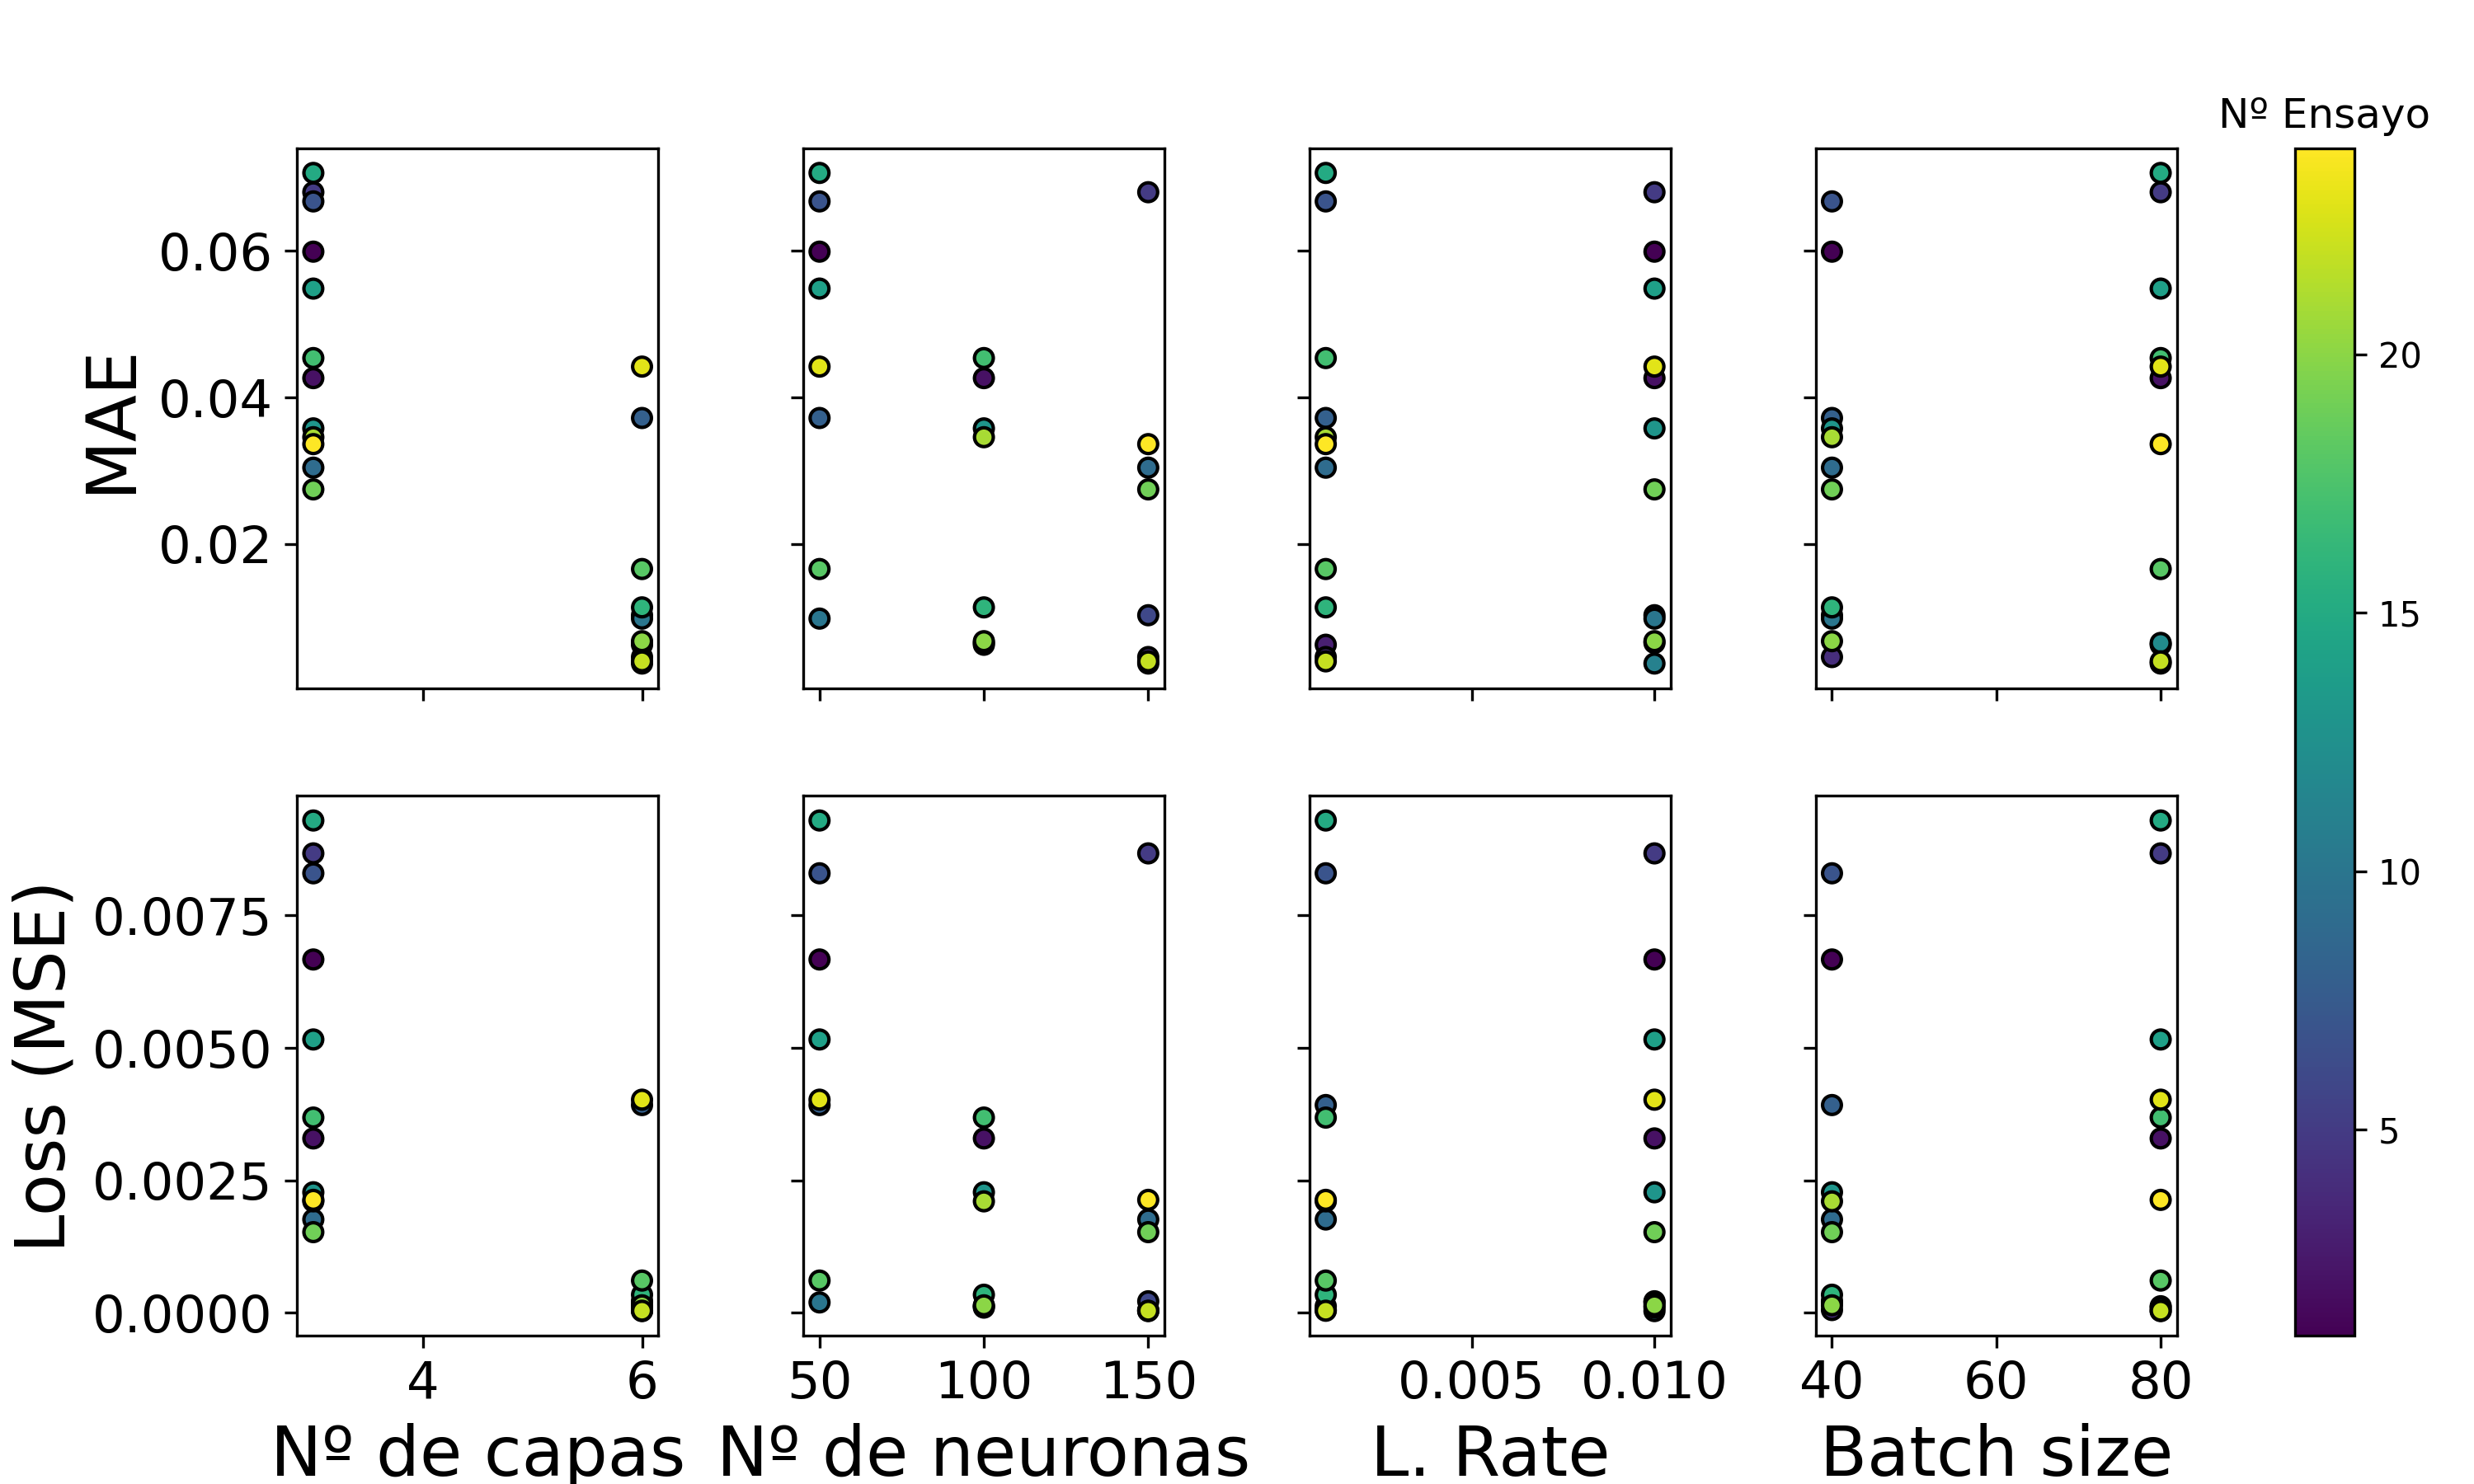 Nº Ensayo
MAE
0.06
0.04
0.02
20
15
10
5
Loss (MSE)
0.0075
0.0050
0.0025
0.0000
4 6
50 100 150
0.005 0.010
40 60 80
Nº de capas
Nº de neuronas
L. Rate
Batch size